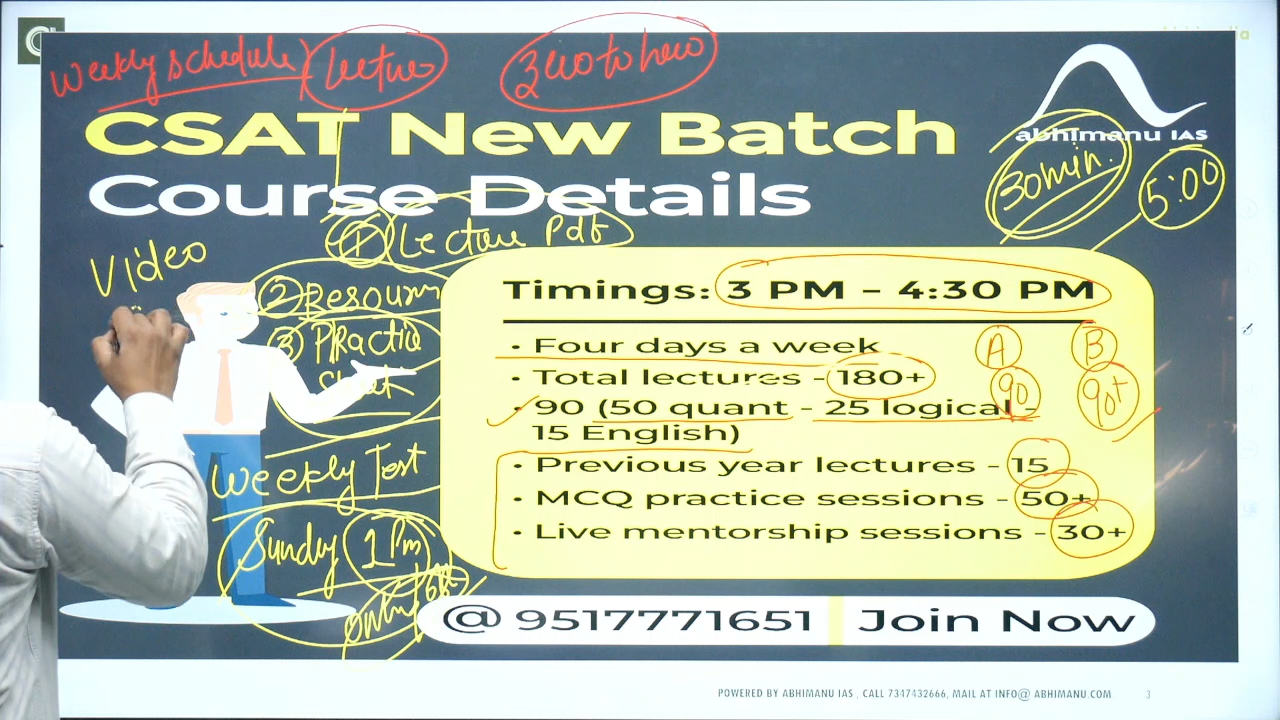 Weekly schedule) Lecture
Zero to hero
CSAT New Batch
Course Details
abhimanu IAS
30 min.
5:00
① Lecture Pdf
Video
② Resour
③ PRactice
Sheet
Weekly Test
Sunday 1 Pm
Timings: 3 PM – 4:30 PM
• Four days a week
A B
• Total lectures - 180+
90 90+
• 90 (50 quant - 25 logical -
15 English)
• Previous year lectures - 15
• MCQ practice sessions - 50+
• Live mentorship sessions - 30+
@ 9517771651 Join Now
POWERED BY ABHIMANU IAS , CALL 7347432666, MAIL AT INFO@ ABHIMANU.COM 3